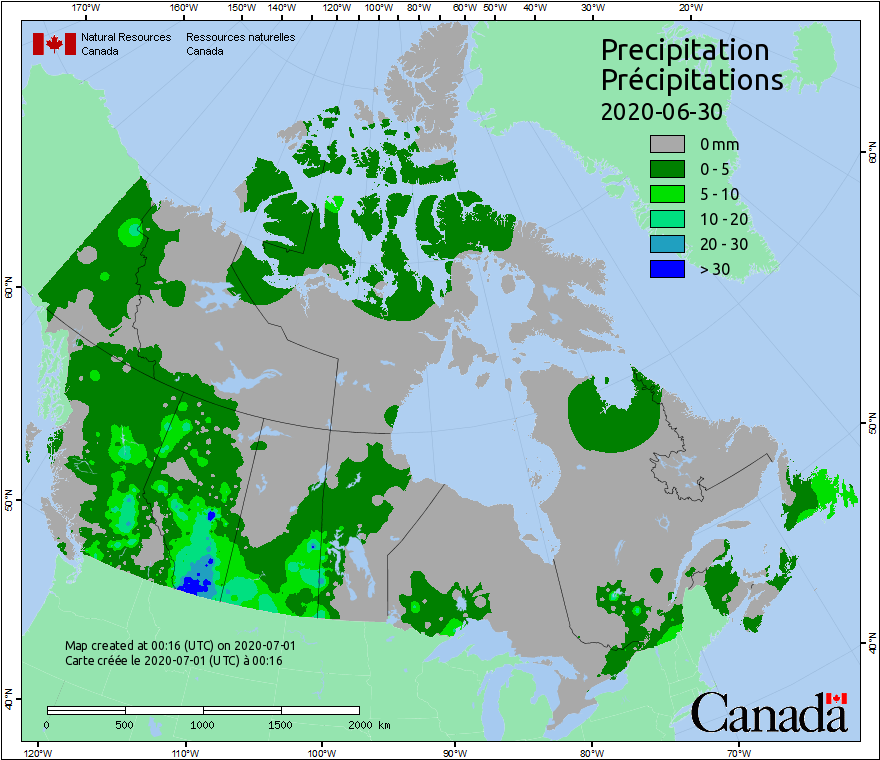 170°W 160°W 150°W 140°W 120°W 100°W 80°W 60°W 50°W 40°W 30°W 20°W
Natural Resources Ressources naturelles
Canada Canada
Precipitation
Précipitations
2020-06-30
0 mm
0 - 5
5 - 10
10 - 20
20 - 30
> 30
60°N
60°N
50°N
50°N
40°N
40°N
Map created at 00:16 (UTC) on 2020-07-01
Carte créée le 2020-07-01 (UTC) à 00:16
0 500 1000 1500 2000 km
Canada
120°W 110°W 100°W 90°W 80°W 70°W